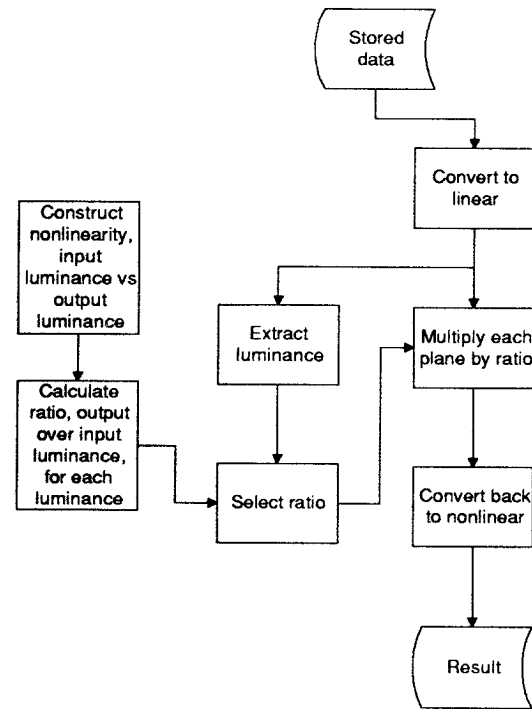 Stored
data
Convert to
linear
Construct
nonlinearity,
input
luminance vs
output
luminance
Extract
luminance
Multiply each
plane by ratio
Calculate
ratio, output
over input
luminance,
for each
luminance
Select ratio
Convert back
to nonlinear
Result